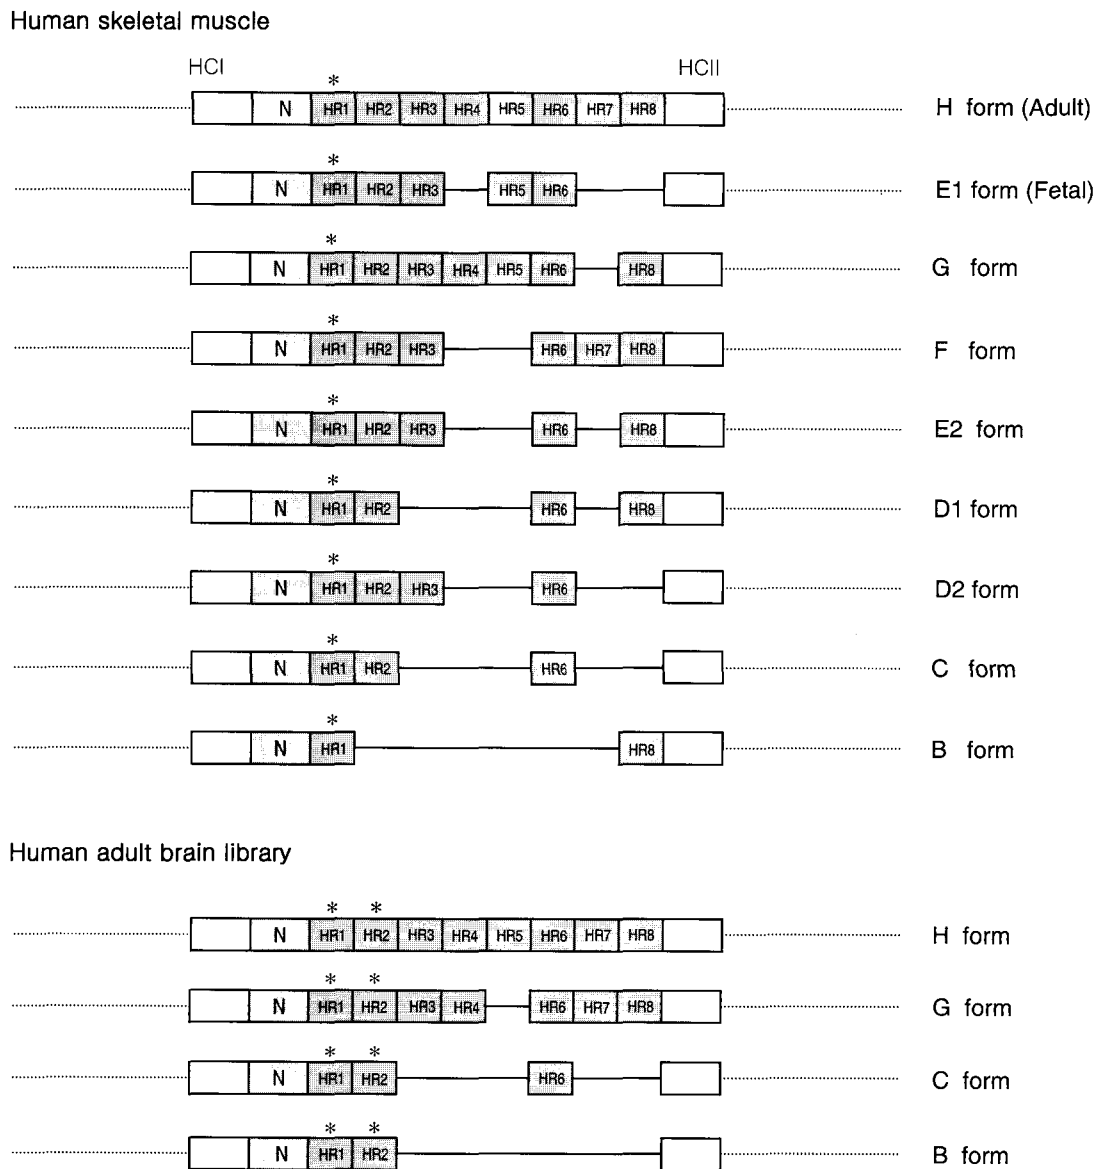 Human skeletal muscle
HCI HCII
*
N HR1 HR2 HR3 HR4 HR5 HR6 HR7 HR8 H form (Adult)
*
N HR1 HR2 HR3 HR5 HR6 E1 form (Fetal)
*
N HR1 HR2 HR3 HR4 HR5 HR6 HR8 G form
*
N HR1 HR2 HR3 HR6 HR7 HR8 F form
*
N HR1 HR2 HR3 HR6 HR8 E2 form
*
N HR1 HR2 HR6 HR8 D1 form
*
N HR1 HR2 HR3 HR6 D2 form
*
N HR1 HR2 HR6 C form
*
N HR1 HR8 B form
Human adult brain library
* *
N HR1 HR2 HR3 HR4 HR5 HR6 HR7 HR8 H form
* *
N HR1 HR2 HR3 HR4 HR6 HR7 HR8 G form
* *
N HR1 HR2 HR6 C form
* *
N HR1 HR2 B form